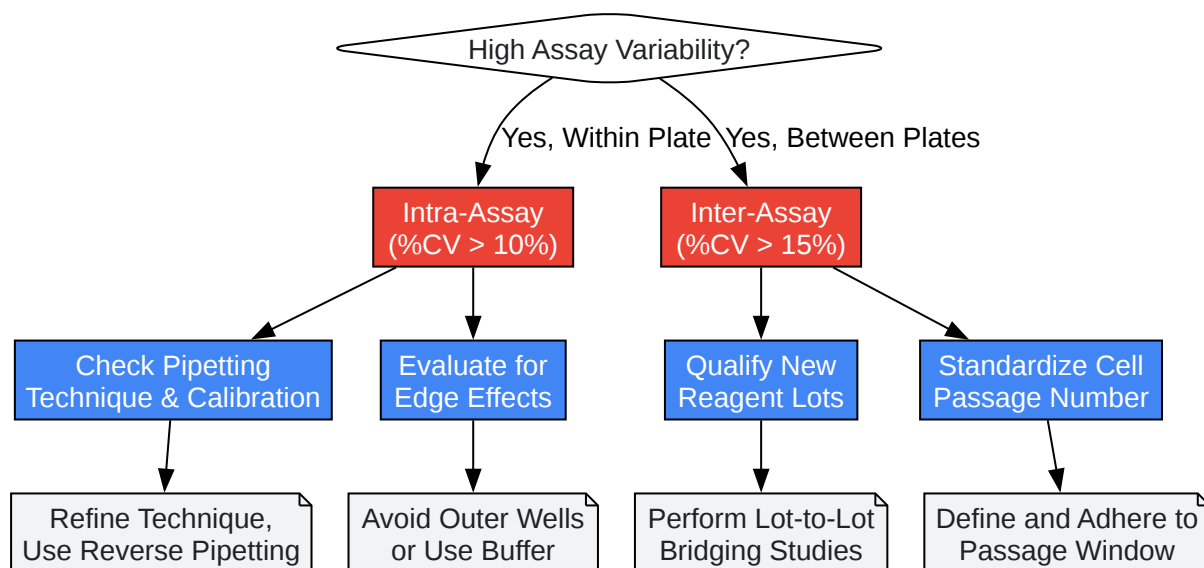 High Assay Variability?
Yes, Within Plate
Yes, Between Plates
Intra-Assay
(%CV > 10%)
Inter-Assay
(%CV > 15%)
Check Pipetting
Technique & Calibration
Evaluate for
Edge Effects
Qualify New
Reagent Lots
Standardize Cell
Passage Number
Refine Technique,
Use Reverse Pipetting
Avoid Outer Wells
or Use Buffer
Perform Lot-to-Lot
Bridging Studies
Define and Adhere to
Passage Window